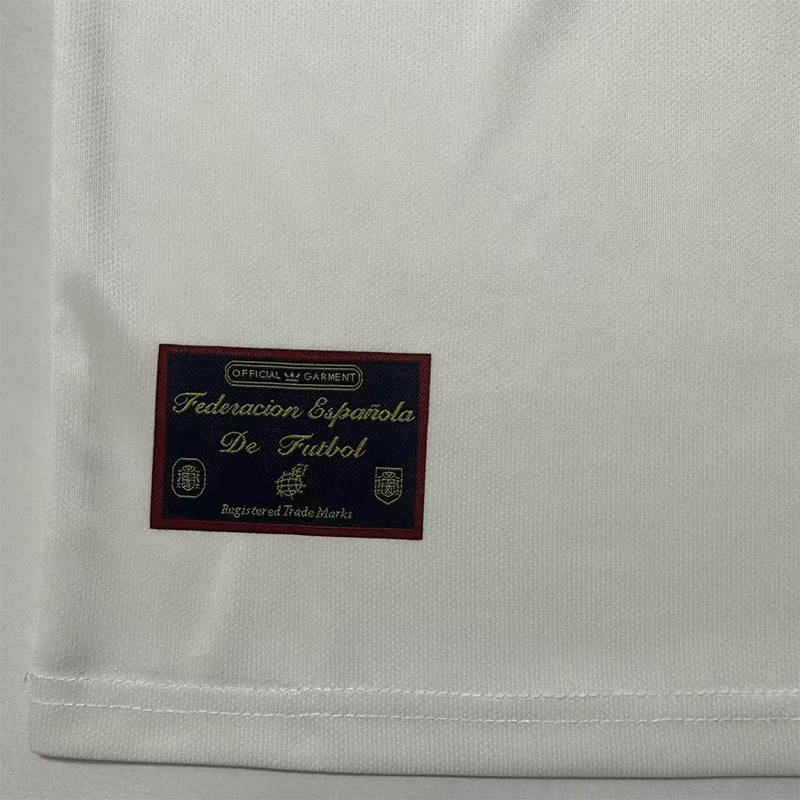 OFFICIAL GARMENT
Federacion Española
De Futbol
Registered Trade Marks